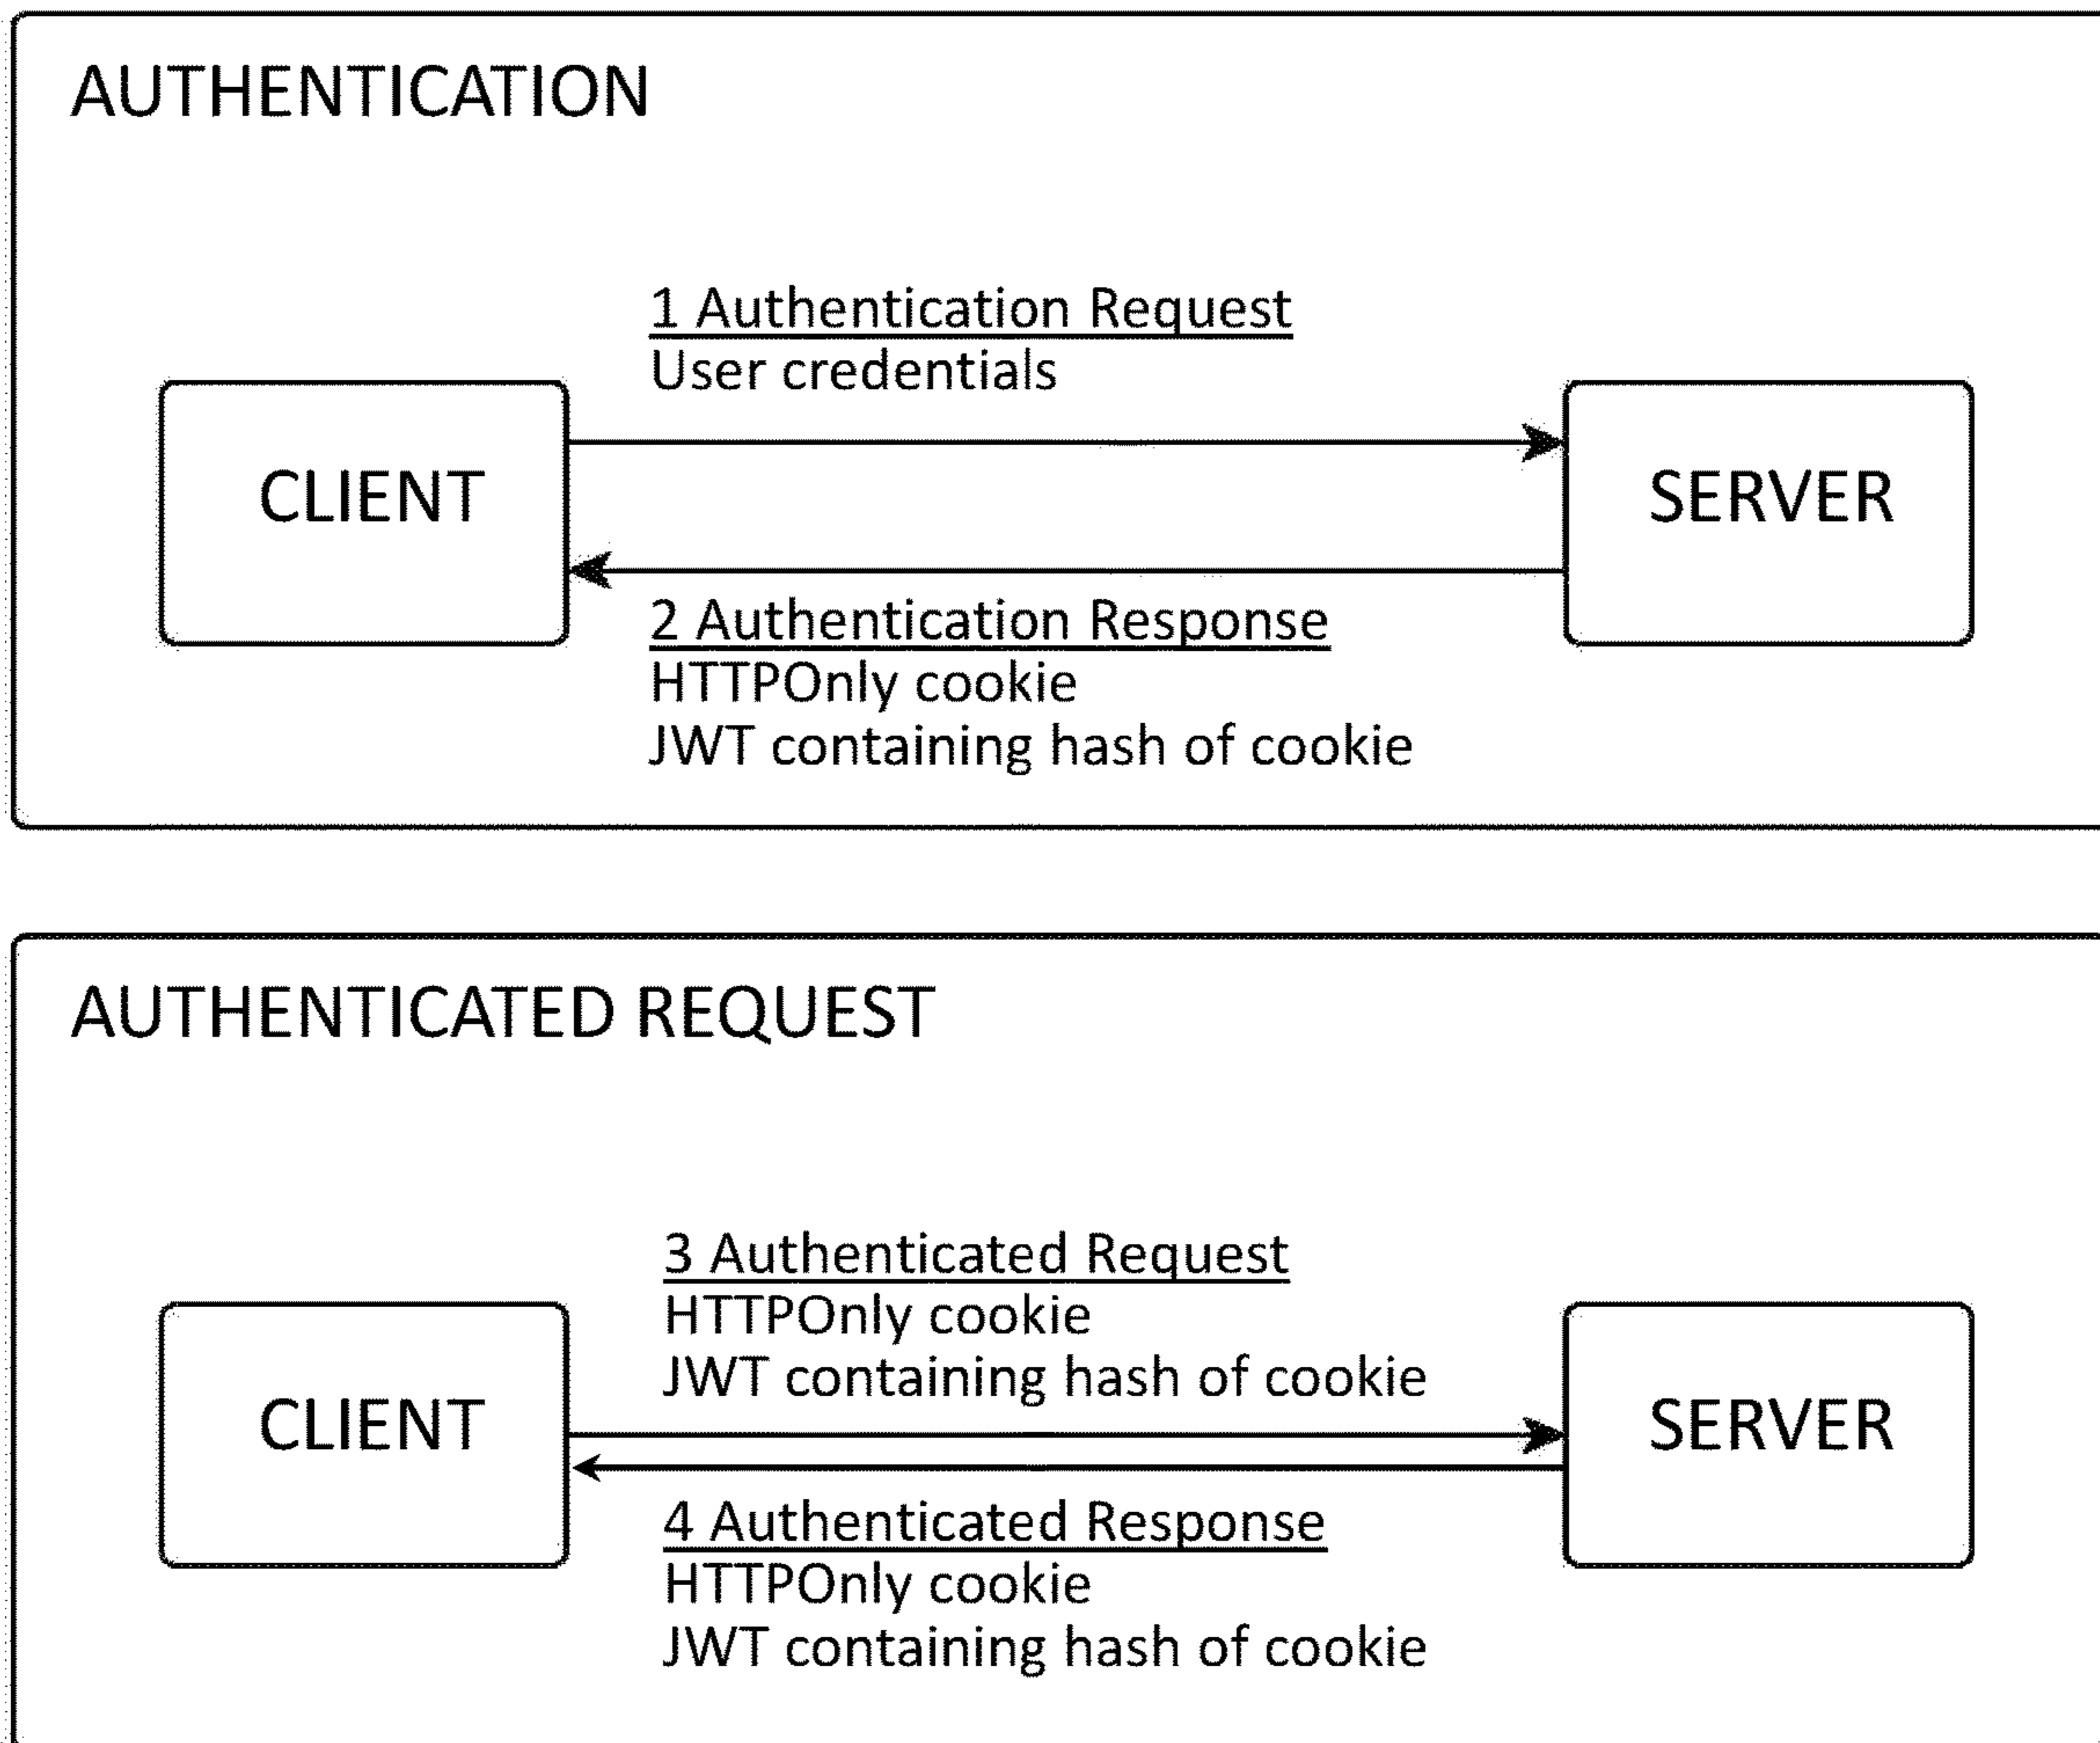 AUTHENTICATION
1 Authentication Request
User credentials
CLIENT
SERVER
2 Authentication Response
HTTPOnly cookie
JWT containing hash of cookie
AUTHENTICATED REQUEST
3 Authenticated Request
HTTPOnly cookie
JWT containing hash of cookie
CLIENT
SERVER
4 Authenticated Response
HTTPOnly cookie
JWT containing hash of cookie